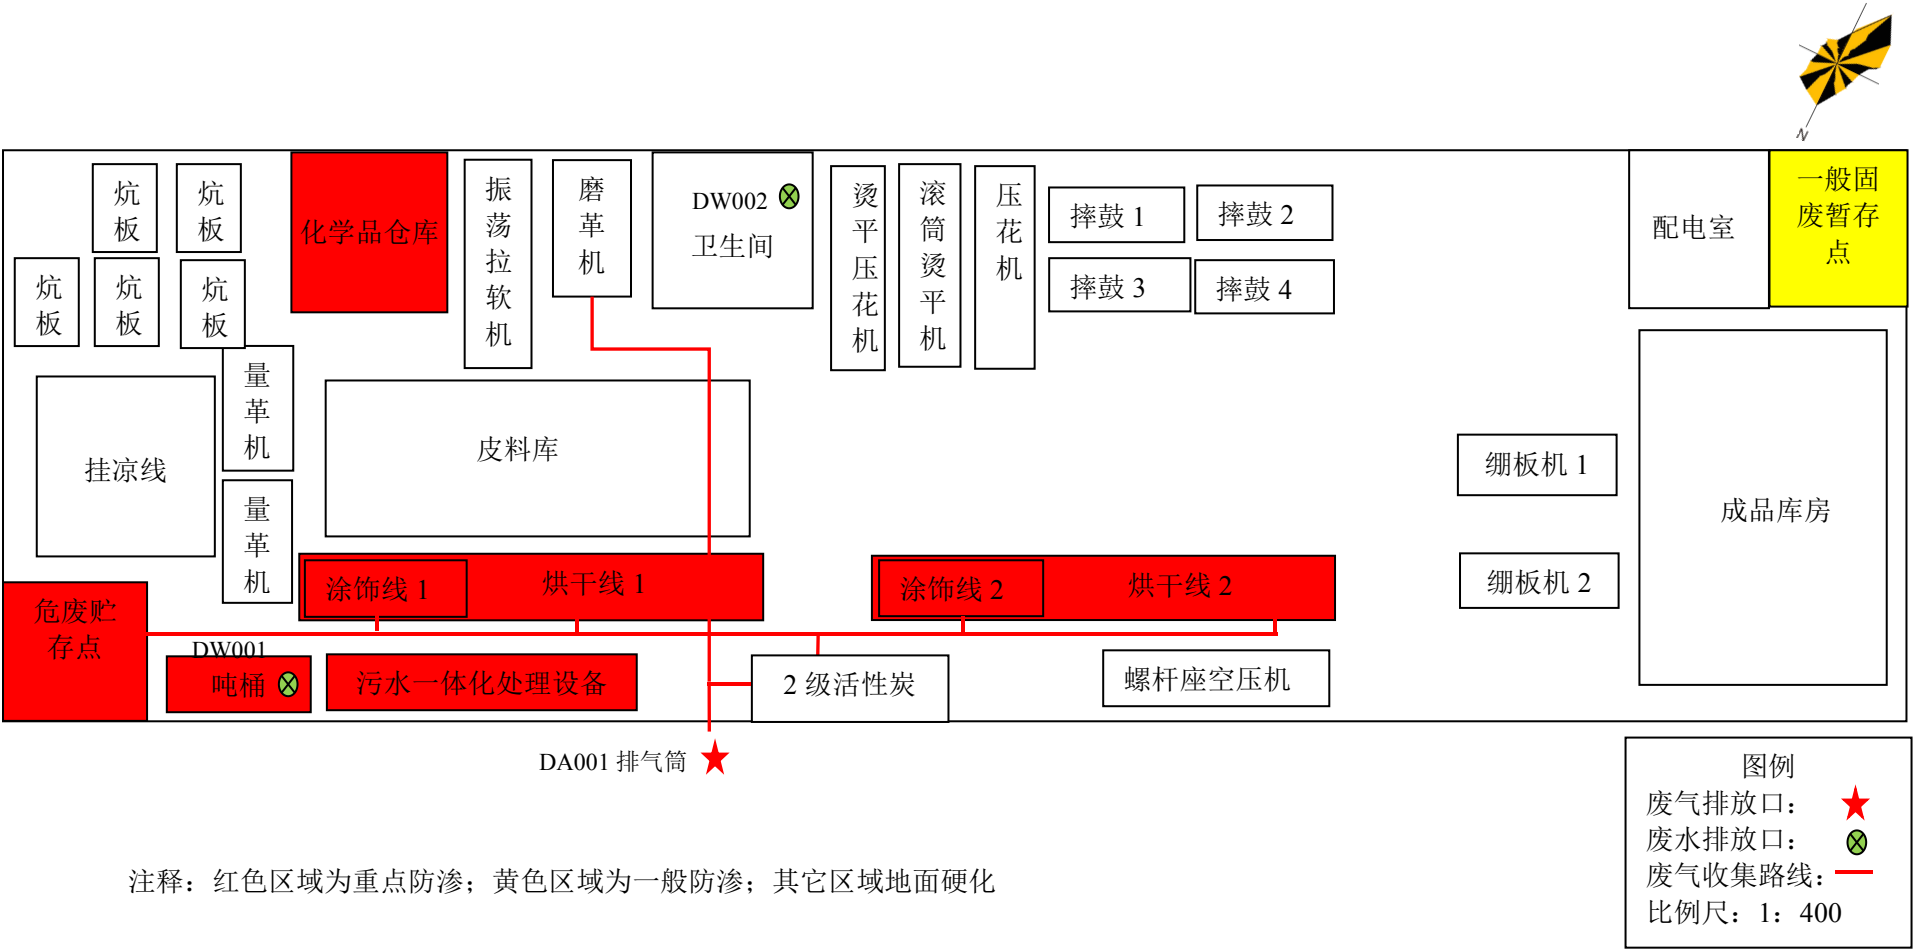 N
炕板
炕板
化学品仓库
振荡拉软机
磨革机
DW002
卫生间
烫平压花机
滚筒烫平机
压花机
摔鼓 1
摔鼓 2
摔鼓 3
摔鼓 4
配电室
一般固
废暂存
点
炕板
炕板
炕板
量革机
挂凉线
皮料库
绷板机 1
成品库房
量革机
涂饰线 1
烘干线 1
涂饰线 2
烘干线 2
绷板机 2
危废贮
存点
DW001
吨桶
污水一体化处理设备
2 级活性炭
螺杆座空压机
DA001 排气筒
图例
废气排放口：
废水排放口：
废气收集路线：
比例尺：1：400
注释：红色区域为重点防渗；黄色区域为一般防渗；其它区域地面硬化